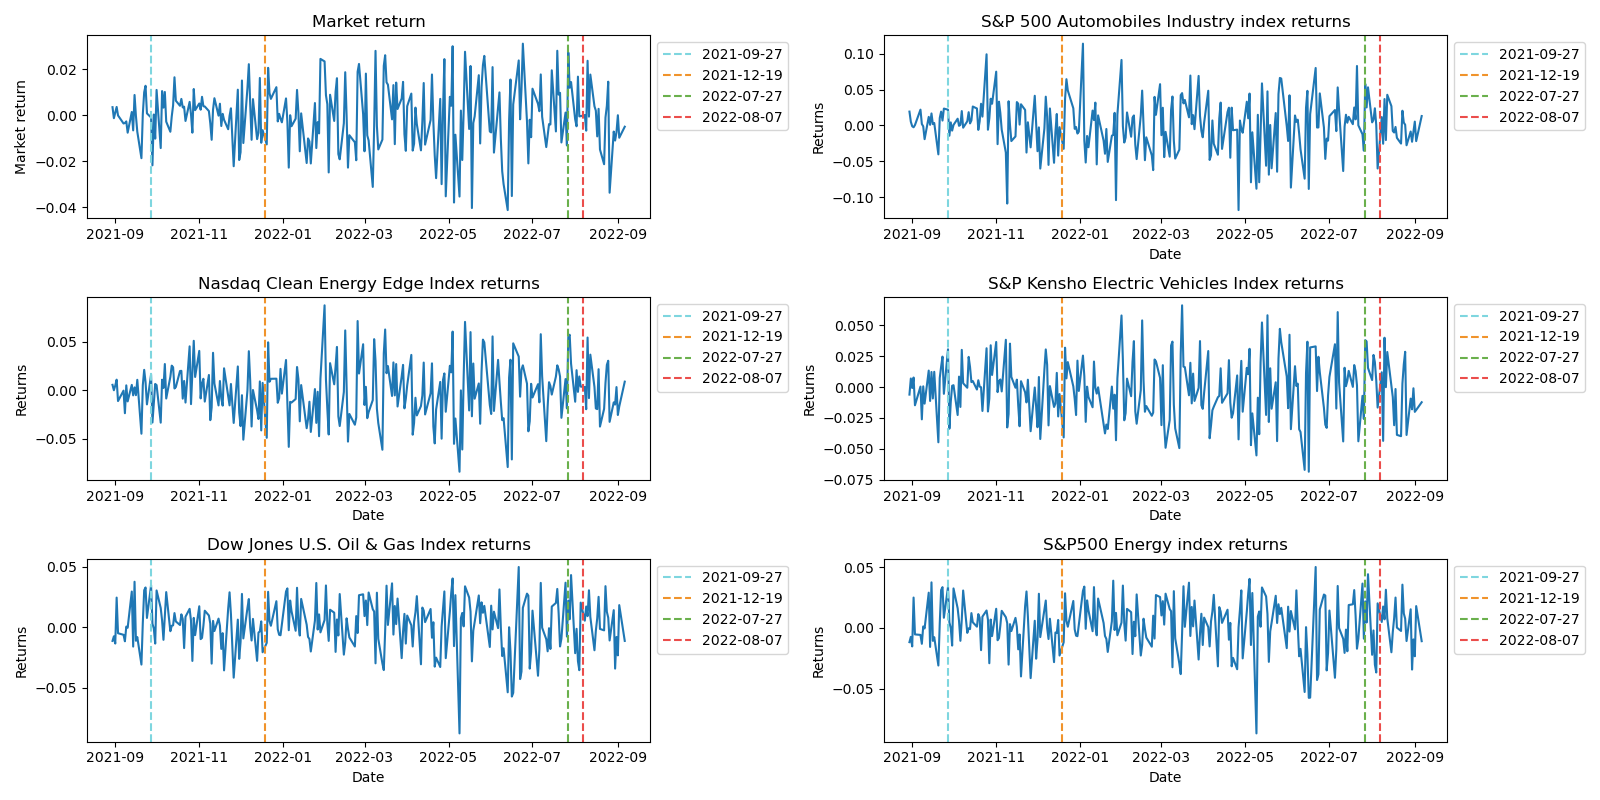 Market return
Market return
0.02
0.00
−0.02
−0.04
2021-09 2021-11 2022-01 2022-03 2022-05 2022-07 2022-09
2021-09-27
2021-12-19
2022-07-27
2022-08-07
S&P 500 Automobiles Industry index returns
Returns
0.10
0.05
0.00
−0.05
−0.10
2021-09 2021-11 2022-01 2022-03 2022-05 2022-07 2022-09
Date
2021-09-27
2021-12-19
2022-07-27
2022-08-07
Nasdaq Clean Energy Edge Index returns
Returns
0.05
0.00
−0.05
2021-09 2021-11 2022-01 2022-03 2022-05 2022-07 2022-09
Date
2021-09-27
2021-12-19
2022-07-27
2022-08-07
S&P Kensho Electric Vehicles Index returns
Returns
0.050
0.025
0.000
−0.025
−0.050
−0.075
2021-09 2021-11 2022-01 2022-03 2022-05 2022-07 2022-09
Date
2021-09-27
2021-12-19
2022-07-27
2022-08-07
Dow Jones U.S. Oil & Gas Index returns
Returns
0.05
0.00
−0.05
2021-09 2021-11 2022-01 2022-03 2022-05 2022-07 2022-09
Date
2021-09-27
2021-12-19
2022-07-27
2022-08-07
S&P500 Energy index returns
Returns
0.05
0.00
−0.05
2021-09 2021-11 2022-01 2022-03 2022-05 2022-07 2022-09
Date
2021-09-27
2021-12-19
2022-07-27
2022-08-07